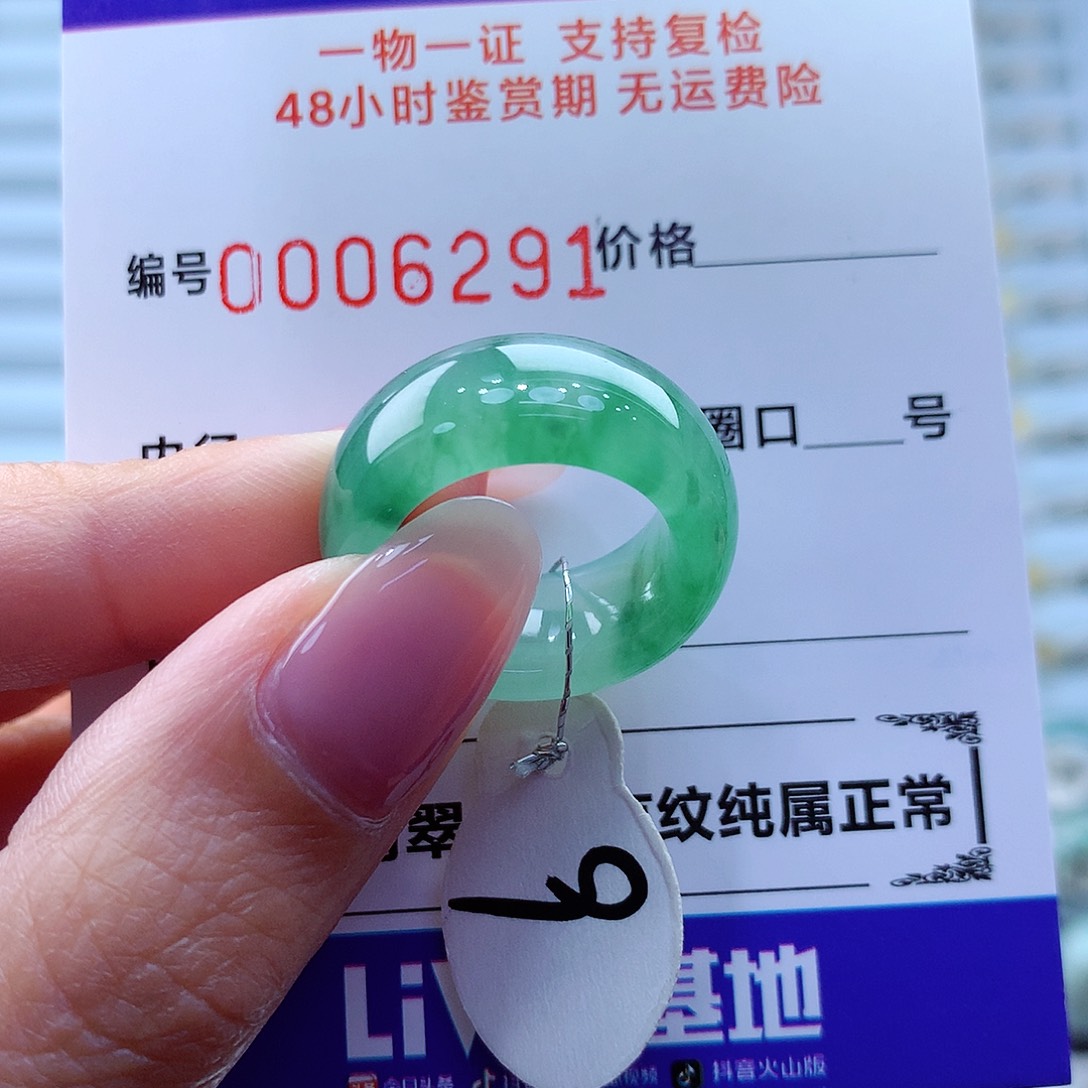 一物一证 支持复检
48小时鉴赏期 无运费险
编号0006291价格
圈口 号
翠 纹纯属正常
9
Li 基地
抖音火山版